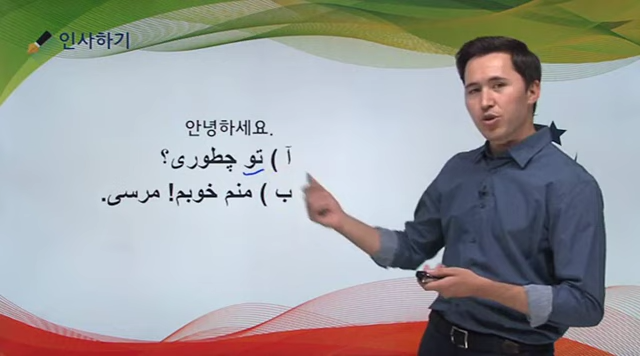 인사하기
안녕하세요.
آ ) تو چطوری؟
ب ) منم خوبم! مرسی.